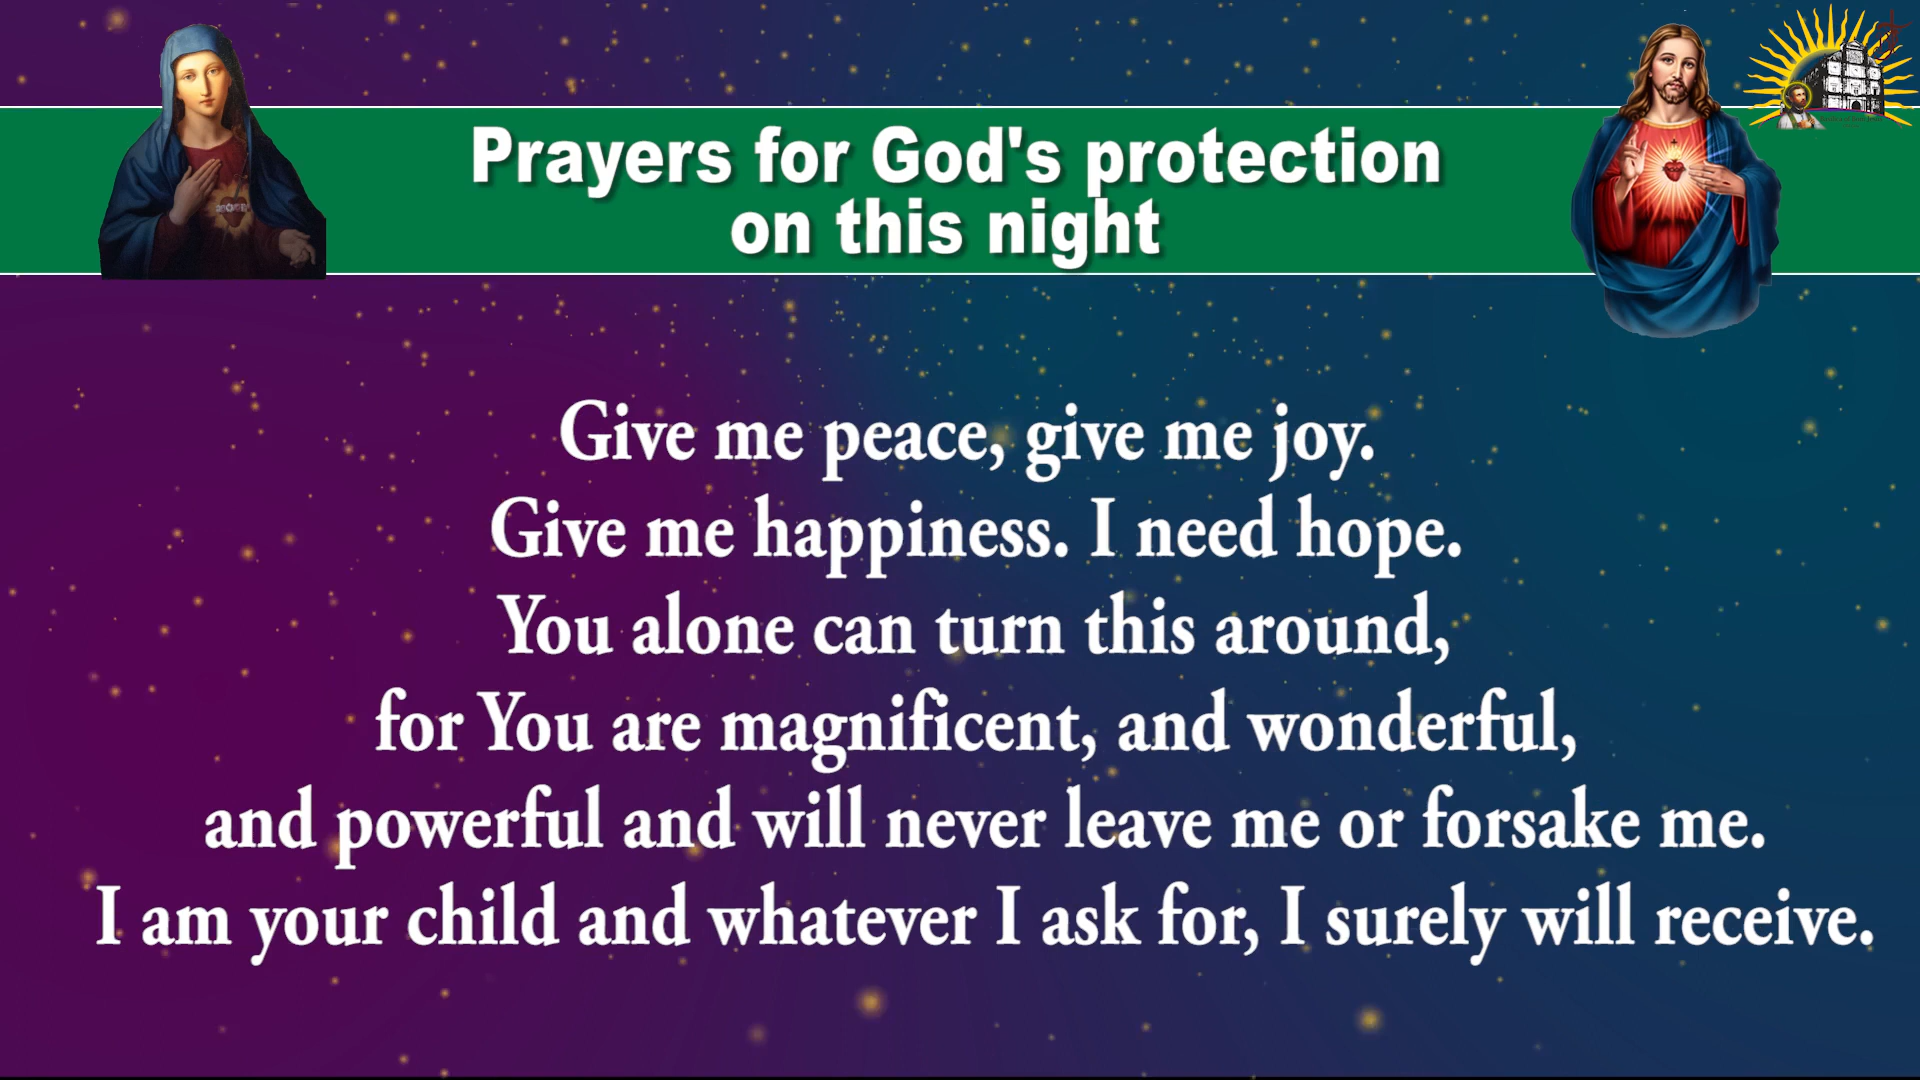 Prayers for God's protection
on this night
Give me peace, give me joy.
Give me happiness. I need hope.
You alone can turn this around,
for You are magnificent, and wonderful,
and powerful and will never leave me or forsake me.
I am your child and whatever I ask for, I surely will receive.